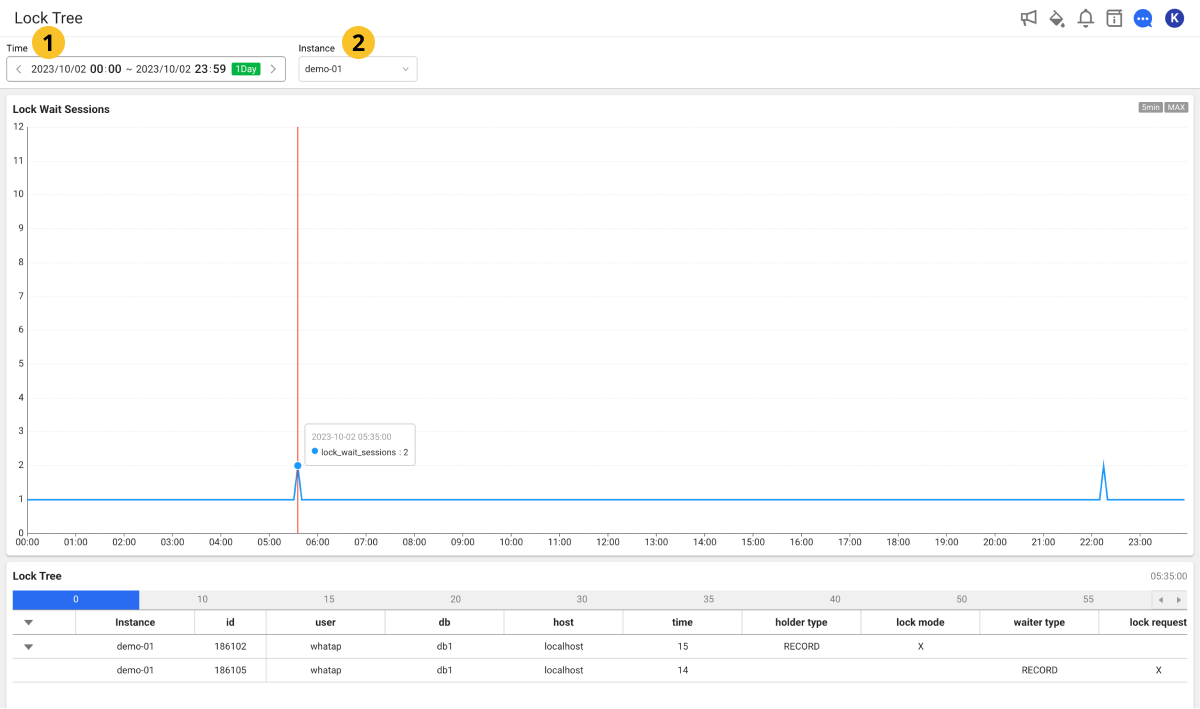 Lock Tree
K
Time 1
Instance 2
2023/10/02 00:00 ~ 2023/10/02 23:59 1Day
demo-01
Lock Wait Sessions
5min MAX
12
11
10
9
8
7
6
5
4
3
2
1
0
2023-10-02 05:35:00
lock_wait_sessions : 2
00:00 01:00 02:00 03:00 04:00 05:00 06:00 07:00 08:00 09:00 10:00 11:00 12:00 13:00 14:00 15:00 16:00 17:00 18:00 19:00 20:00 21:00 22:00 23:00
Lock Tree
05:35:00
0 10 15 20 30 35 40 50 55
Instance id user db host time holder type lock mode waiter type lock request
demo-01 186102 whatap db1 localhost 15 RECORD X
demo-01 186105 whatap db1 localhost 14 RECORD X